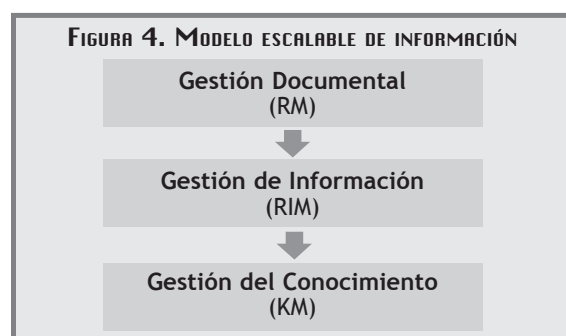 Figura 4. Modelo escalable de información
Gestión Documental
(RM)
Gestión de Información
(RIM)
Gestión del Conocimiento
(KM)